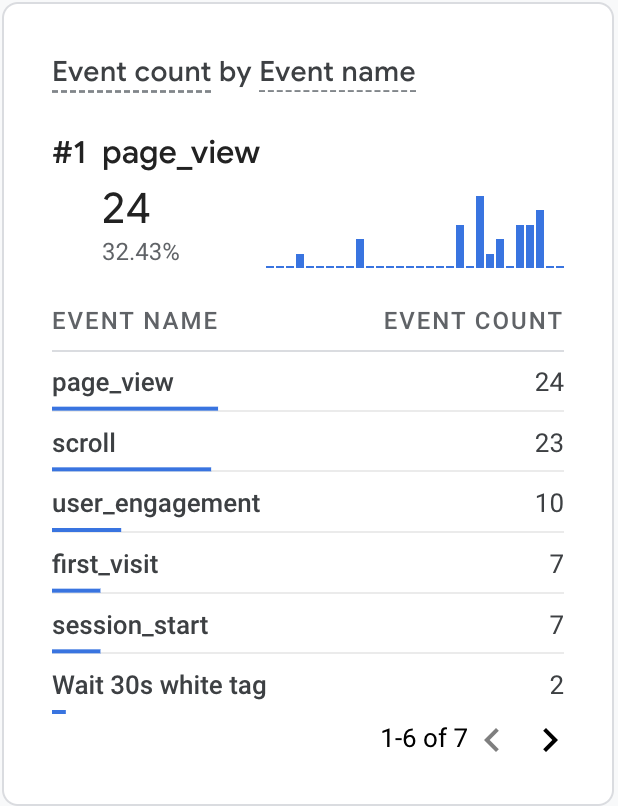 Event count by Event name
#1 page_view
24
32.43%
EVENT NAME EVENT COUNT
page_view 24
scroll 23
user_engagement 10
first_visit 7
session_start 7
Wait 30s white tag 2
1-6 of 7